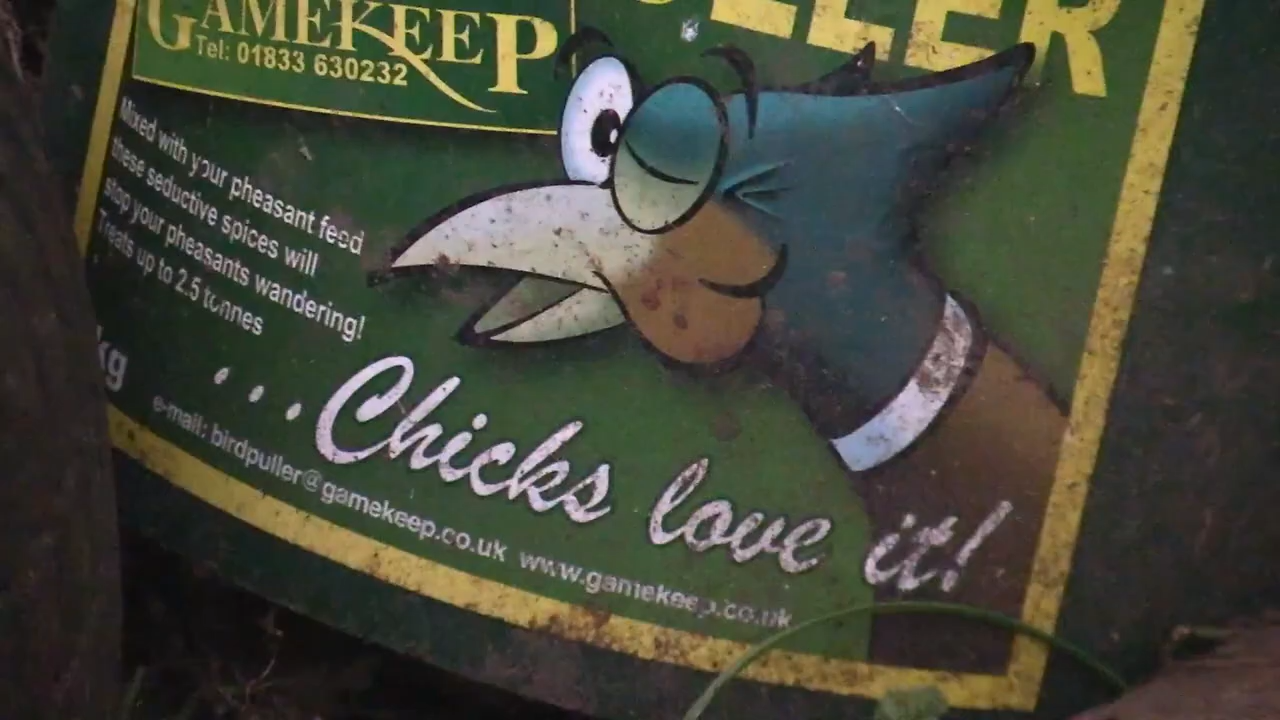 GAMEKEEP
Tel: 01833 630232
Mixed with your pheasant feed
these seductive spices will
stop your pheasants wandering!
Treats up to 2.5 tonnes
kg
...Chicks love it!
e-mail: birdpuller@gamekeep.co.uk www.gamekeep.co.uk